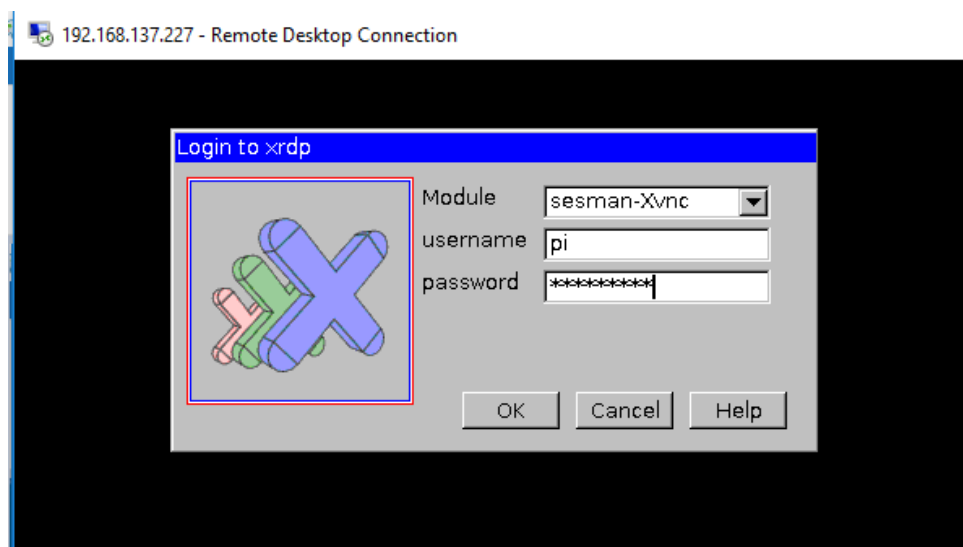 192.168.137.227 - Remote Desktop Connection
Login to xrdp
Module sesman-Xvnc
username pi
password *********
OK Cancel Help